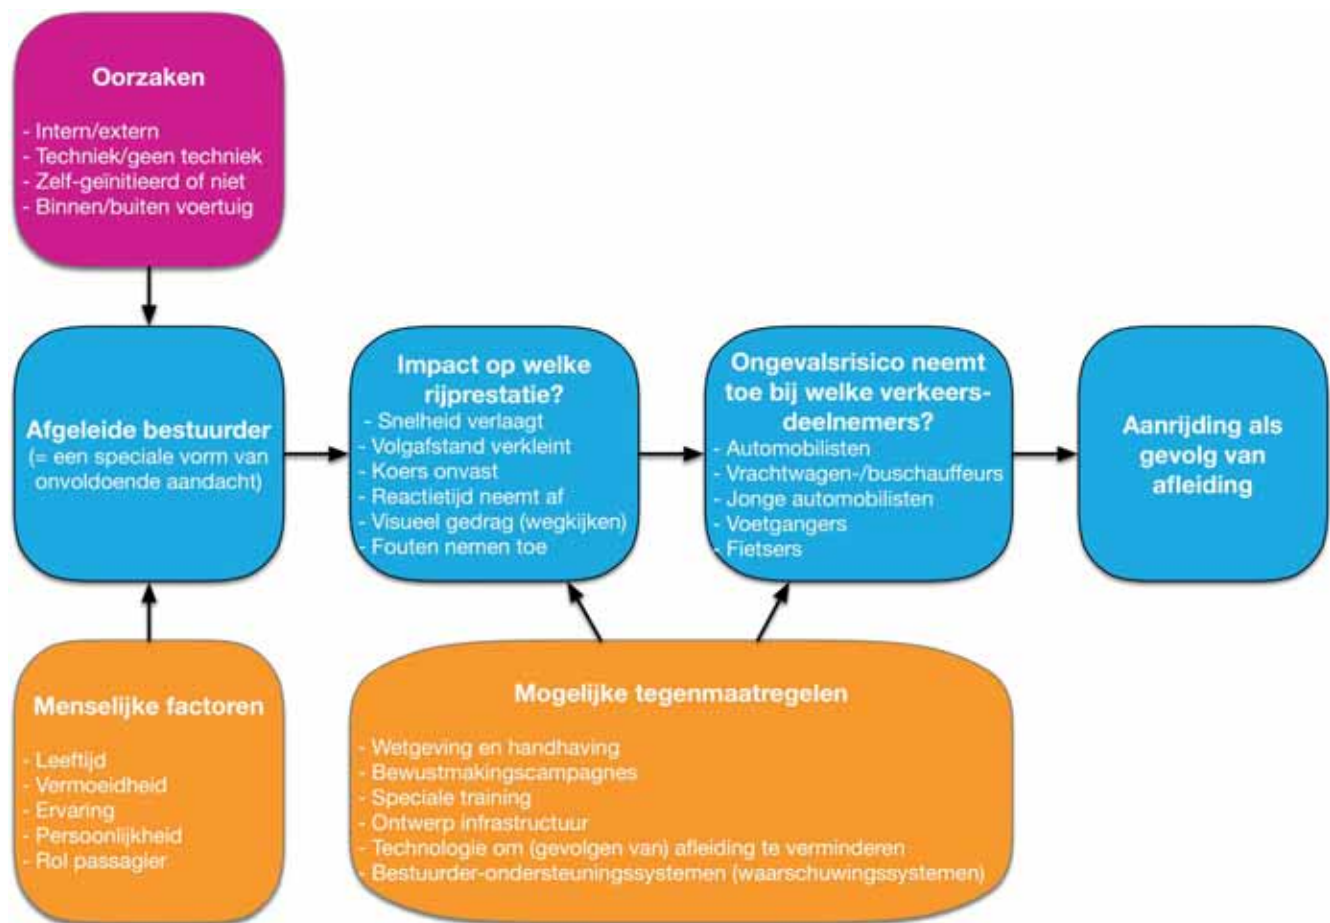 Oorzaken
- Intern/extern
- Techniek/geen techniek
- Zelf-geïnitieerd of niet
- Binnen/buiten voertuig
Afgeleide bestuurder
(= een speciale vorm van
onvoldoende aandacht)
Impact op welke
rijprestatie?
- Snelheid verlaagt
- Volgafstand verkleint
- Koers onvast
- Reactietijd neemt af
- Visueel gedrag (wegkijken)
- Fouten nemen toe
Ongevalsrisico neemt
toe bij welke verkeers-
deelnemers?
- Automobilisten
- Vrachtwagen-/buschauffeurs
- Jonge automobilisten
- Voetgangers
- Fietsers
Aanrijding als
gevolg van
afleiding
Menselijke factoren
- Leeftijd
- Vermoeidheid
- Ervaring
- Persoonlijkheid
- Rol passagier
Mogelijke tegenmaatregelen
- Wetgeving en handhaving
- Bewustmakingscampagnes
- Speciale training
- Ontwerp infrastructuur
- Technologie om (gevolgen van) afleiding te verminderen
- Bestuurder-ondersteuningssystemen (waarschuwingssystemen)